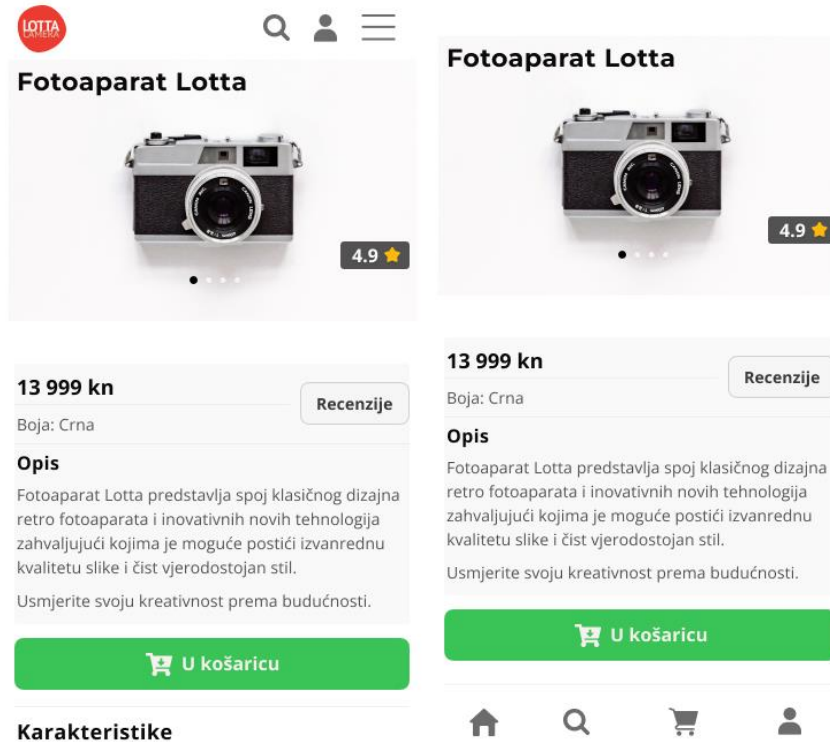 LOTTA
CAMERA
Fotoaparat Lotta
4.9
13 999 kn
Recenzije
Boja: Crna
Opis
Fotoaparat Lotta predstavlja spoj klasičnog dizajna
retro fotoaparata i inovativnih novih tehnologija
zahvaljujući kojima je moguće postići izvanrednu
kvalitetu slike i čist vjerodostojan stil.
Usmjerite svoju kreativnost prema budućnosti.
U košaricu
Karakteristike
Fotoaparat Lotta
4.9
13 999 kn
Recenzije
Boja: Crna
Opis
Fotoaparat Lotta predstavlja spoj klasičnog dizajna
retro fotoaparata i inovativnih novih tehnologija
zahvaljujući kojima je moguće postići izvanrednu
kvalitetu slike i čist vjerodostojan stil.
Usmjerite svoju kreativnost prema budućnosti.
U košaricu